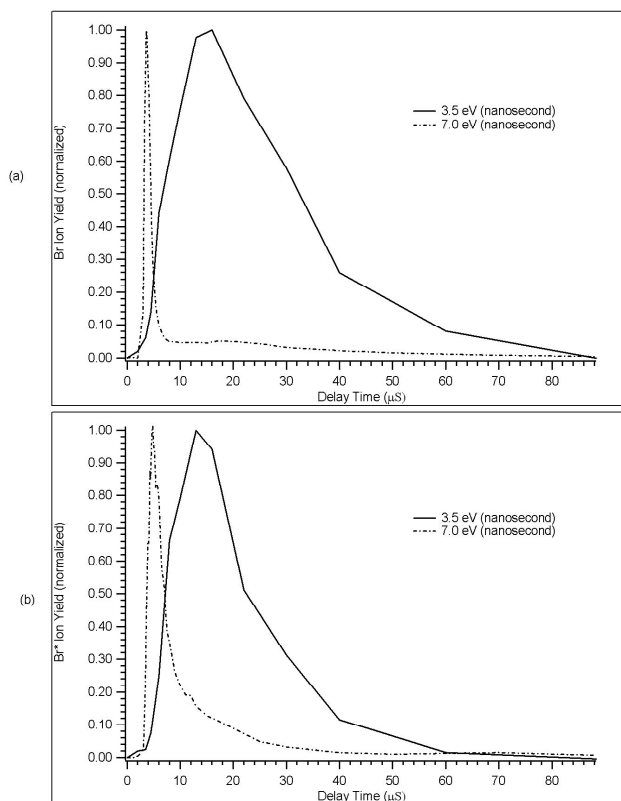 (a)
Br Ion Yield (normalized)
1.00
0.90
0.80
0.70
0.60
0.50
0.40
0.30
0.20
0.10
0.00
3.5 eV (nanosecond)
7.0 eV (nanosecond)
0 10 20 30 40 50 60 70 80
Delay Time (μS)
(b)
Br* Ion Yield (normalized)
1.00
0.90
0.80
0.70
0.60
0.50
0.40
0.30
0.20
0.10
0.00
3.5 eV (nanosecond)
7.0 eV (nanosecond)
0 10 20 30 40 50 60 70 80
Delay Time (μS)